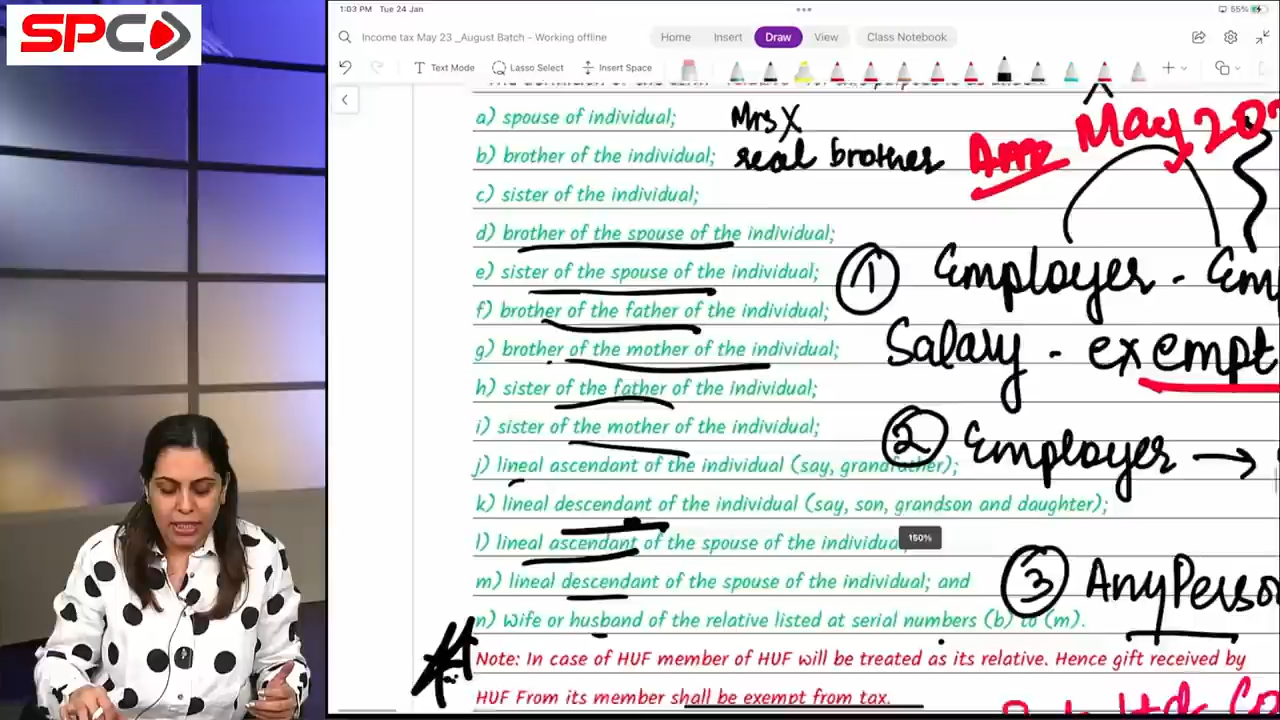 SPC
1:03 PM Tue 24 Jan
55%
Income tax May 23 _August Batch - Working offline
Home Insert Draw View Class Notebook
Text Mode Lasso Select Insert Space
a) spouse of individual; Mrs X
b) brother of the individual; real brother
May 20
c) sister of the individual;
d) brother of the spouse of the individual;
e) sister of the spouse of the individual;
① Employer - Em
f) brother of the father of the individual;
g) brother of the mother of the individual;
Salary - exempt
h) sister of the father of the individual;
i) sister of the mother of the individual;
② Employer →
j) lineal ascendant of the individual (say, grandfather);
k) lineal descendant of the individual (say, son, grandson and daughter);
150%
l) lineal ascendant of the spouse of the individual
m) lineal descendant of the spouse of the individual; and
③ Any Person
n) Wife or husband of the relative listed at serial numbers (b) to (m).
Note: In case of HUF member of HUF will be treated as its relative. Hence gift received by
HUF From its member shall be exempt from tax.